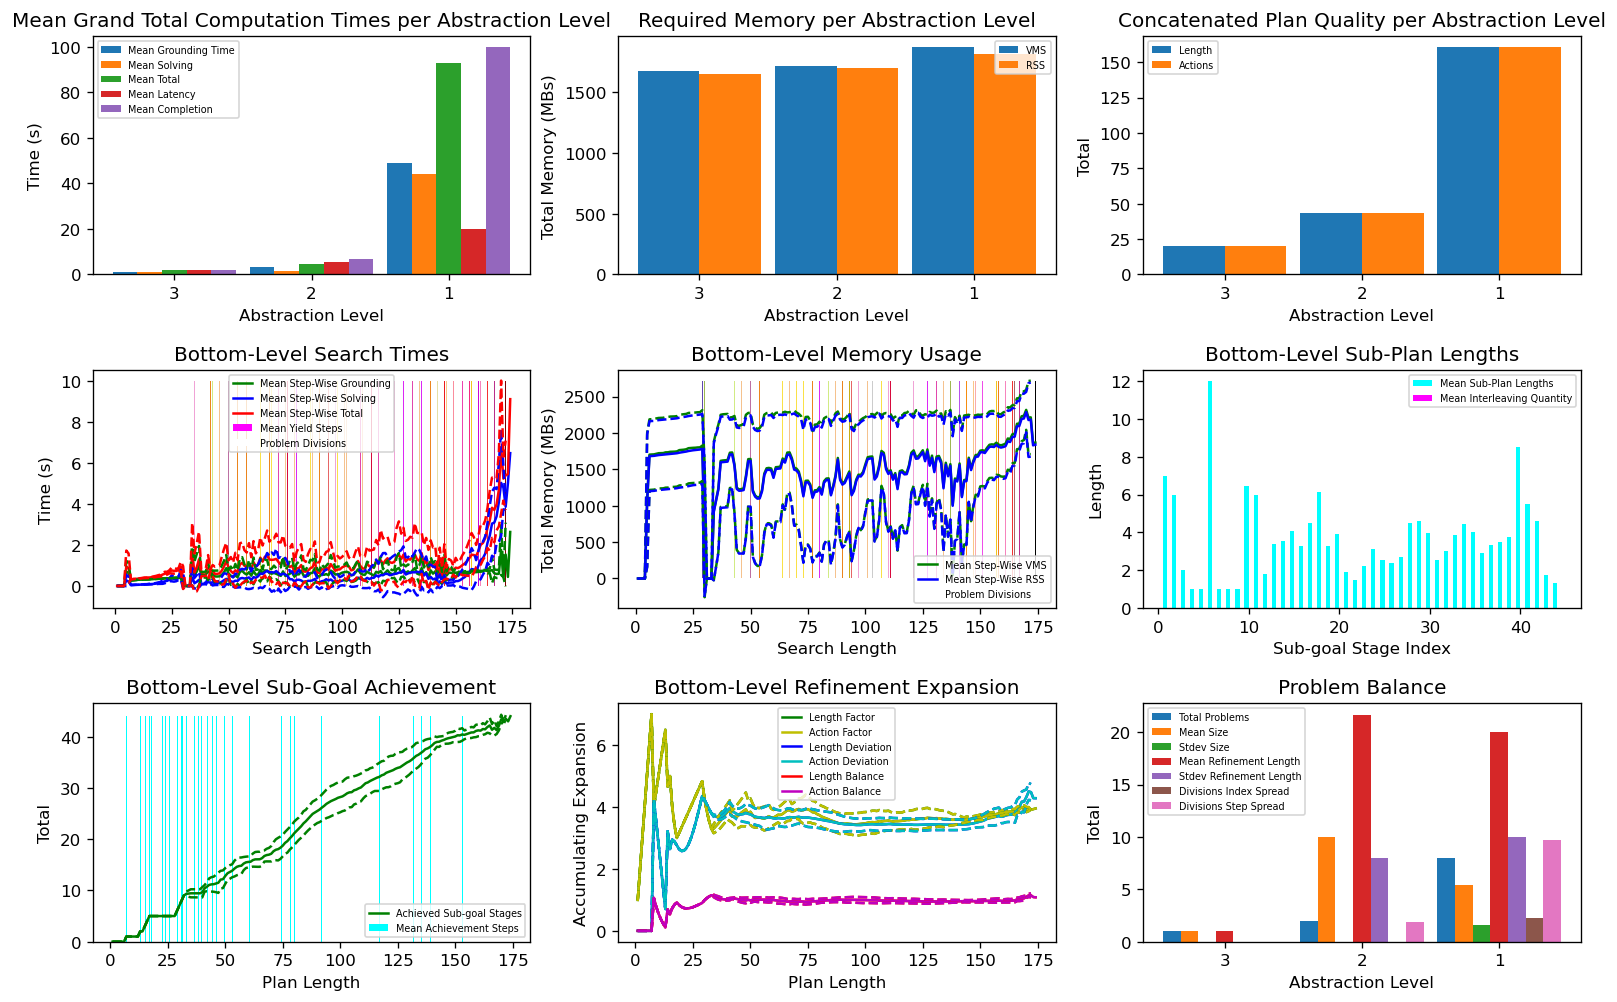 Mean Grand Total Computation Times per Abstraction Level
Time (s)
100
80
60
40
20
0
Mean Grounding Time
Mean Solving
Mean Total
Mean Latency
Mean Completion
3 2 1
Abstraction Level
Required Memory per Abstraction Level
Total Memory (MBs)
1500
1000
500
0
VMS
RSS
3 2 1
Abstraction Level
Concatenated Plan Quality per Abstraction Level
Total
150
125
100
75
50
25
0
Length
Actions
3 2 1
Abstraction Level
Bottom-Level Search Times
Time (s)
10
8
6
4
2
0
Mean Step-Wise Grounding
Mean Step-Wise Solving
Mean Step-Wise Total
Mean Yield Steps
Problem Divisions
0 25 50 75 100 125 150 175
Search Length
Bottom-Level Memory Usage
Total Memory (MBs)
2500
2000
1500
1000
500
0
Mean Step-Wise VMS
Mean Step-Wise RSS
Problem Divisions
0 25 50 75 100 125 150 175
Search Length
Bottom-Level Sub-Plan Lengths
Length
12
10
8
6
4
2
0
Mean Sub-Plan Lengths
Mean Interleaving Quantity
0 10 20 30 40
Sub-goal Stage Index
Bottom-Level Sub-Goal Achievement
Total
40
30
20
10
0
Achieved Sub-goal Stages
Mean Achievement Steps
0 25 50 75 100 125 150 175
Plan Length
Bottom-Level Refinement Expansion
Accumulating Expansion
6
4
2
0
Length Factor
Action Factor
Length Deviation
Action Deviation
Length Balance
Action Balance
0 25 50 75 100 125 150 175
Plan Length
Problem Balance
Total
20
15
10
5
0
Total Problems
Mean Size
Stdev Size
Mean Refinement Length
Stdev Refinement Length
Divisions Index Spread
Divisions Step Spread
3 2 1
Abstraction Level